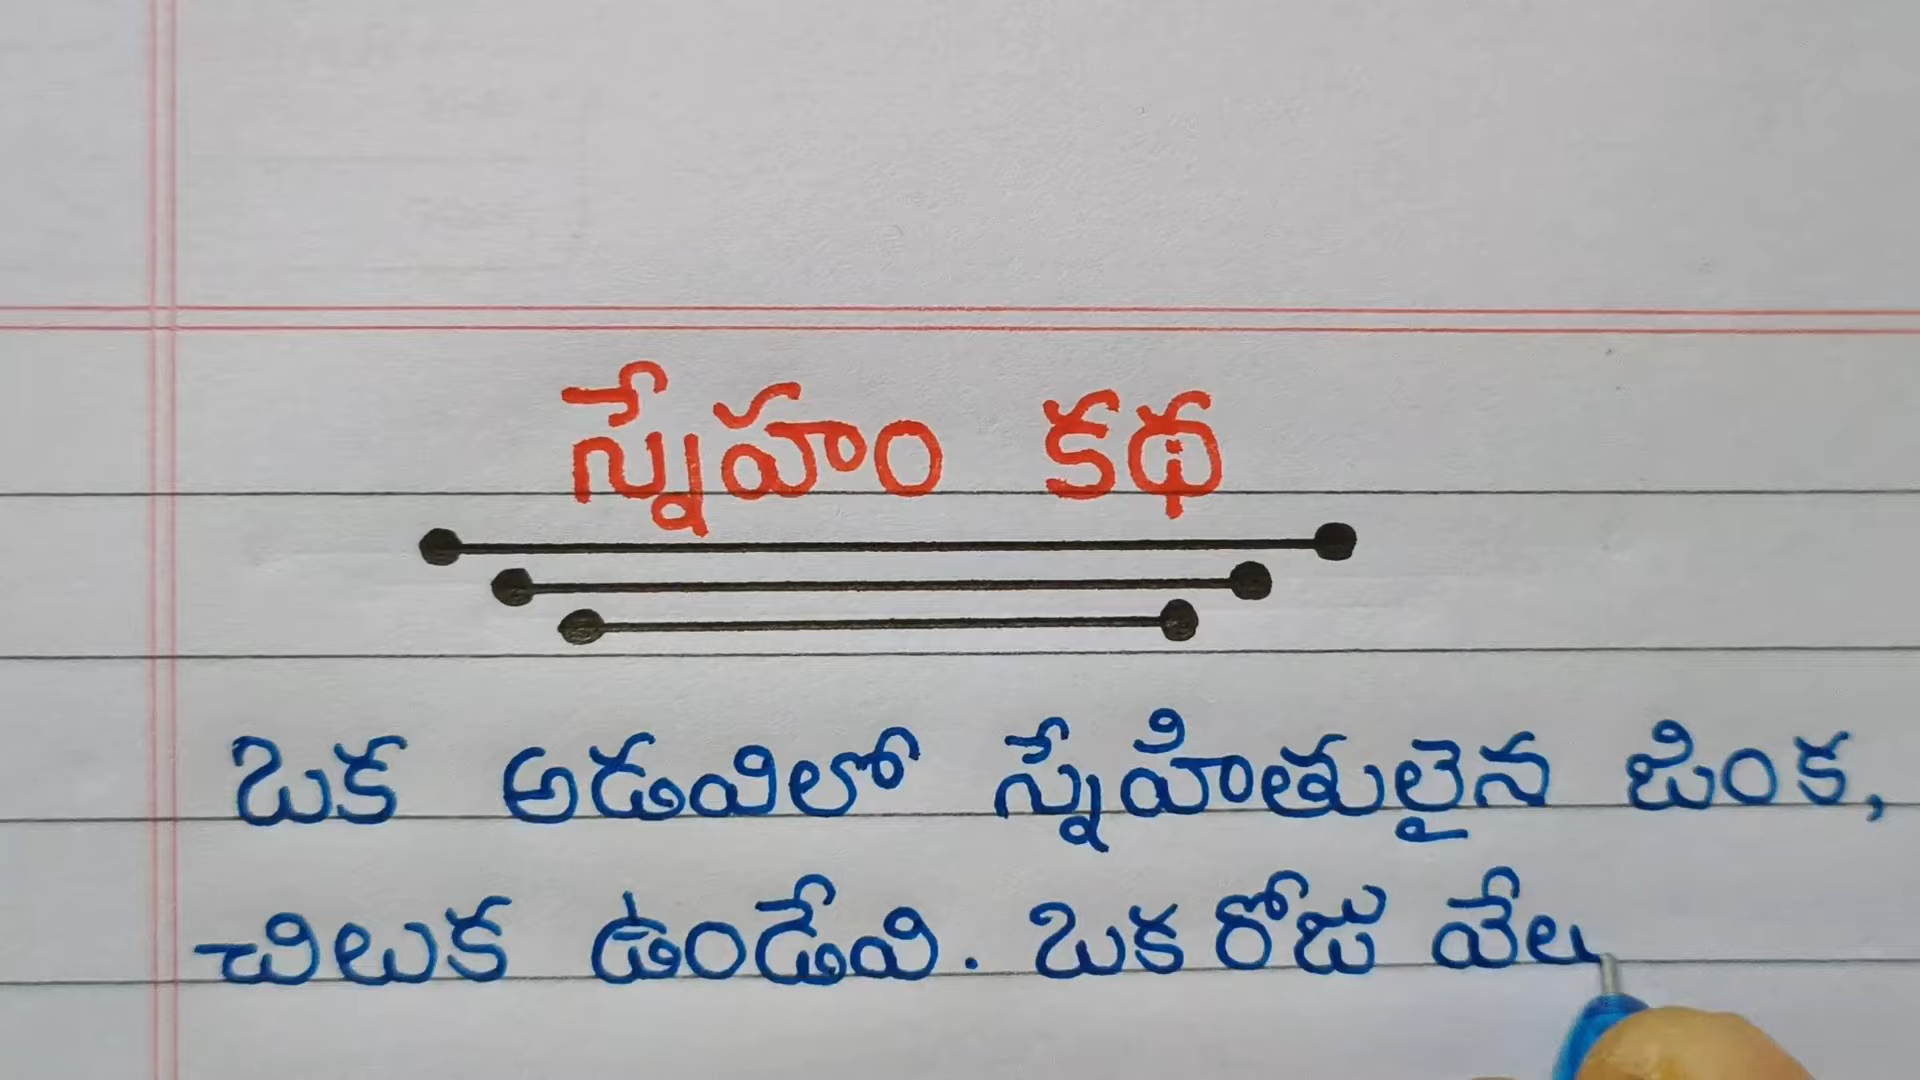 స్నేహం కథ
ఒక అడవిలో స్నేహితులైన జింక,
చిలుక ఉండేవి. ఒక రోజు వేల